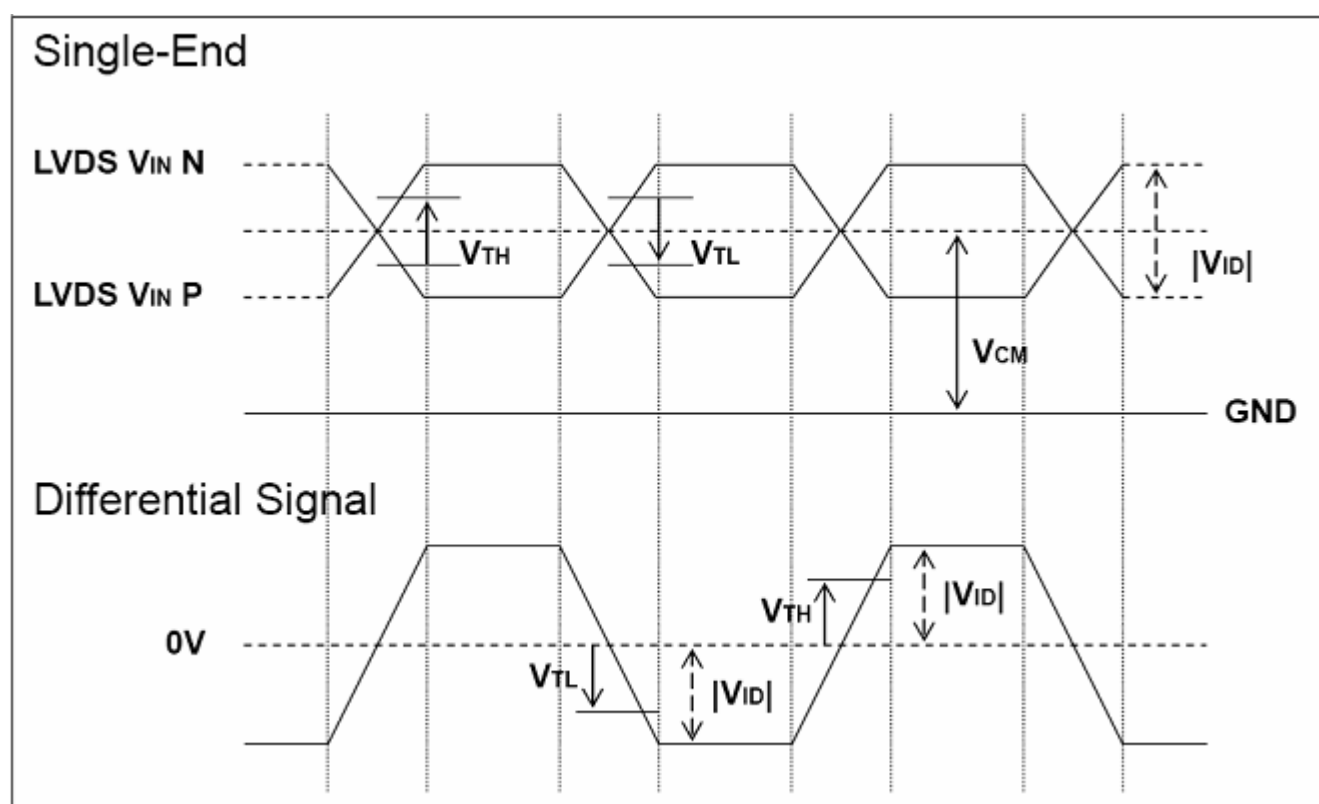 Single-End
LVDS VIN N
VTH
VTL
|VID|
LVDS VIN P
VCM
GND
Differential Signal
VTH
|VID|
0V
VTL
|VID|